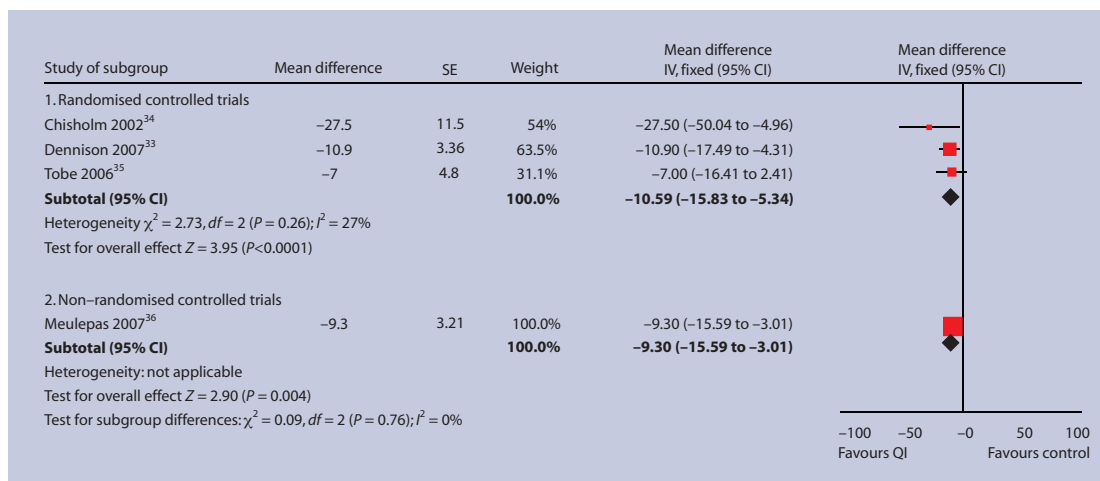 Mean difference Mean difference
Study of subgroup Mean difference SE Weight IV, fixed (95% CI) IV, fixed (95% CI)
1. Randomised controlled trials
Chisholm 2002³⁴ –27.5 11.5 54% –27.50 (–50.04 to –4.96)
Dennison 2007³³ –10.9 3.36 63.5% –10.90 (–17.49 to –4.31)
Tobe 2006³⁵ –7 4.8 31.1% –7.00 (–16.41 to 2.41)
Subtotal (95% CI) 100.0% –10.59 (–15.83 to –5.34)
Heterogeneity χ² = 2.73, df = 2 (P = 0.26); I² = 27%
Test for overall effect Z = 3.95 (P<0.0001)
2. Non–randomised controlled trials
Meulepas 2007³⁶ –9.3 3.21 100.0% –9.30 (–15.59 to –3.01)
Subtotal (95% CI) 100.0% –9.30 (–15.59 to –3.01)
Heterogeneity: not applicable
Test for overall effect Z = 2.90 (P = 0.004)
Test for subgroup differences: χ² = 0.09, df = 2 (P = 0.76); I² = 0%
–100 –50 –0 50 100
Favours QI Favours control